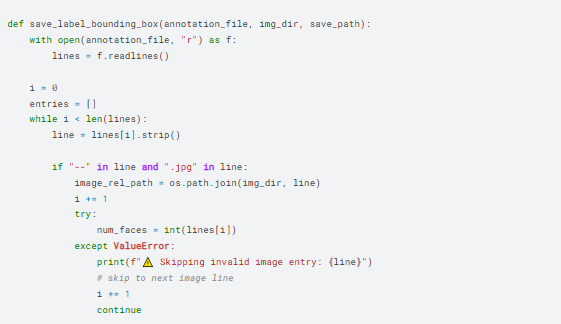 def save_label_bounding_box(annotation_file, img_dir, save_path):
    with open(annotation_file, "r") as f:
        lines = f.readlines()

    i = 0
    entries = []
    while i < len(lines):
        line = lines[i].strip()

        if "--" in line and ".jpg" in line:
            image_rel_path = os.path.join(img_dir, line)
            i += 1
            try:
                num_faces = int(lines[i])
            except ValueError:
                print(f"⚠️ Skipping invalid image entry: {line}")
                # skip to next image line
                i += 1
                continue